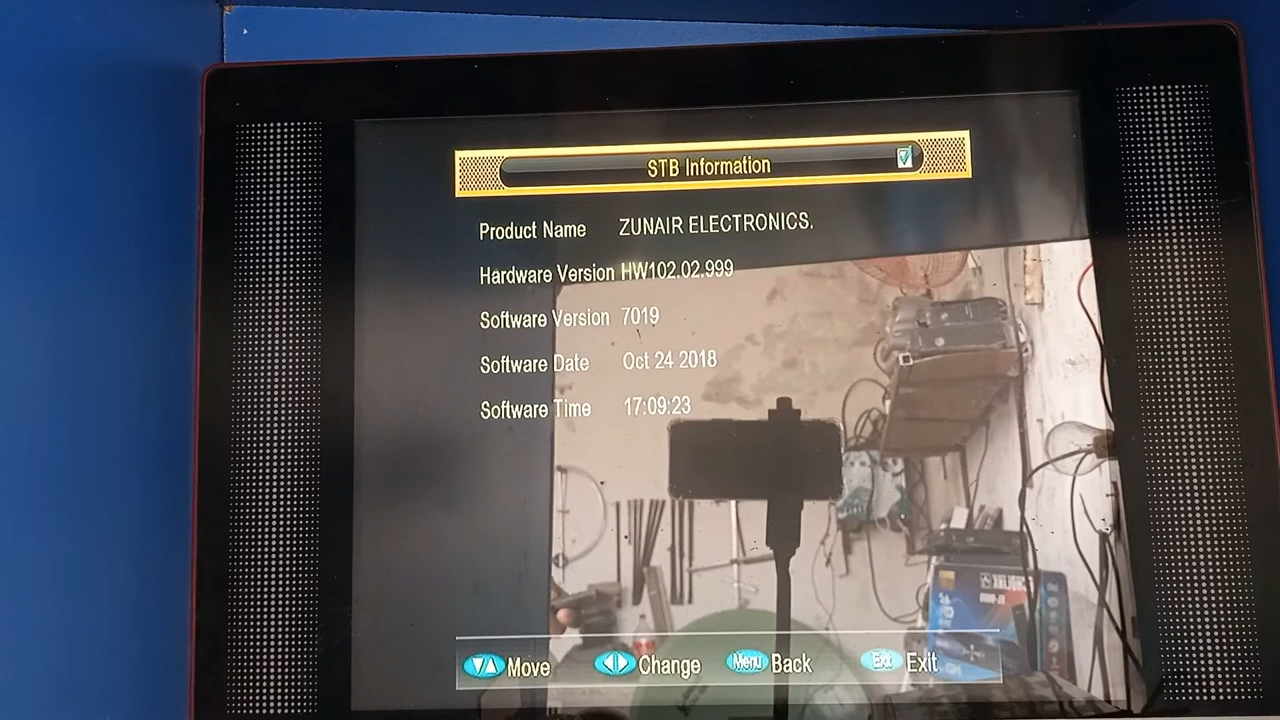 STB Information
Product Name ZUNAIR ELECTRONICS.
Hardware Version HW102.02.999
Software Version 7019
Software Date Oct 24 2018
Software Time 17:09:23
Move Change Menu Back Exit Exit